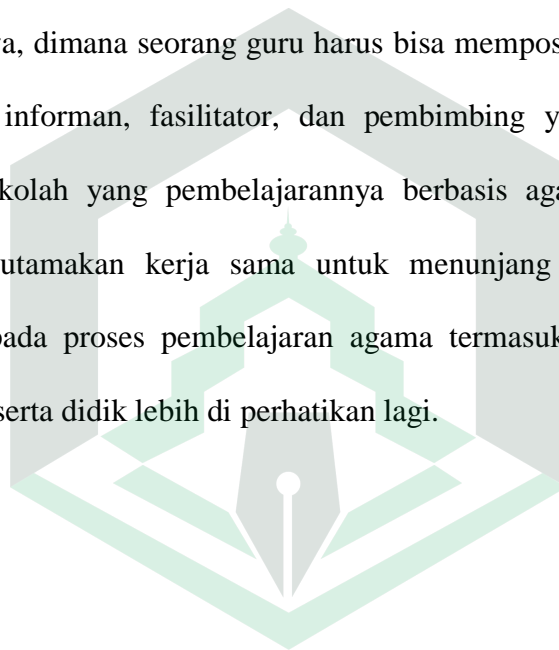 ya, dimana seorang guru harus bisa mempos
informan, fasilitator, dan pembimbing y
kolah yang pembelajarannya berbasis aga
utamakan kerja sama untuk menunjang
pada proses pembelajaran agama termasuk
serta didik lebih di perhatikan lagi.